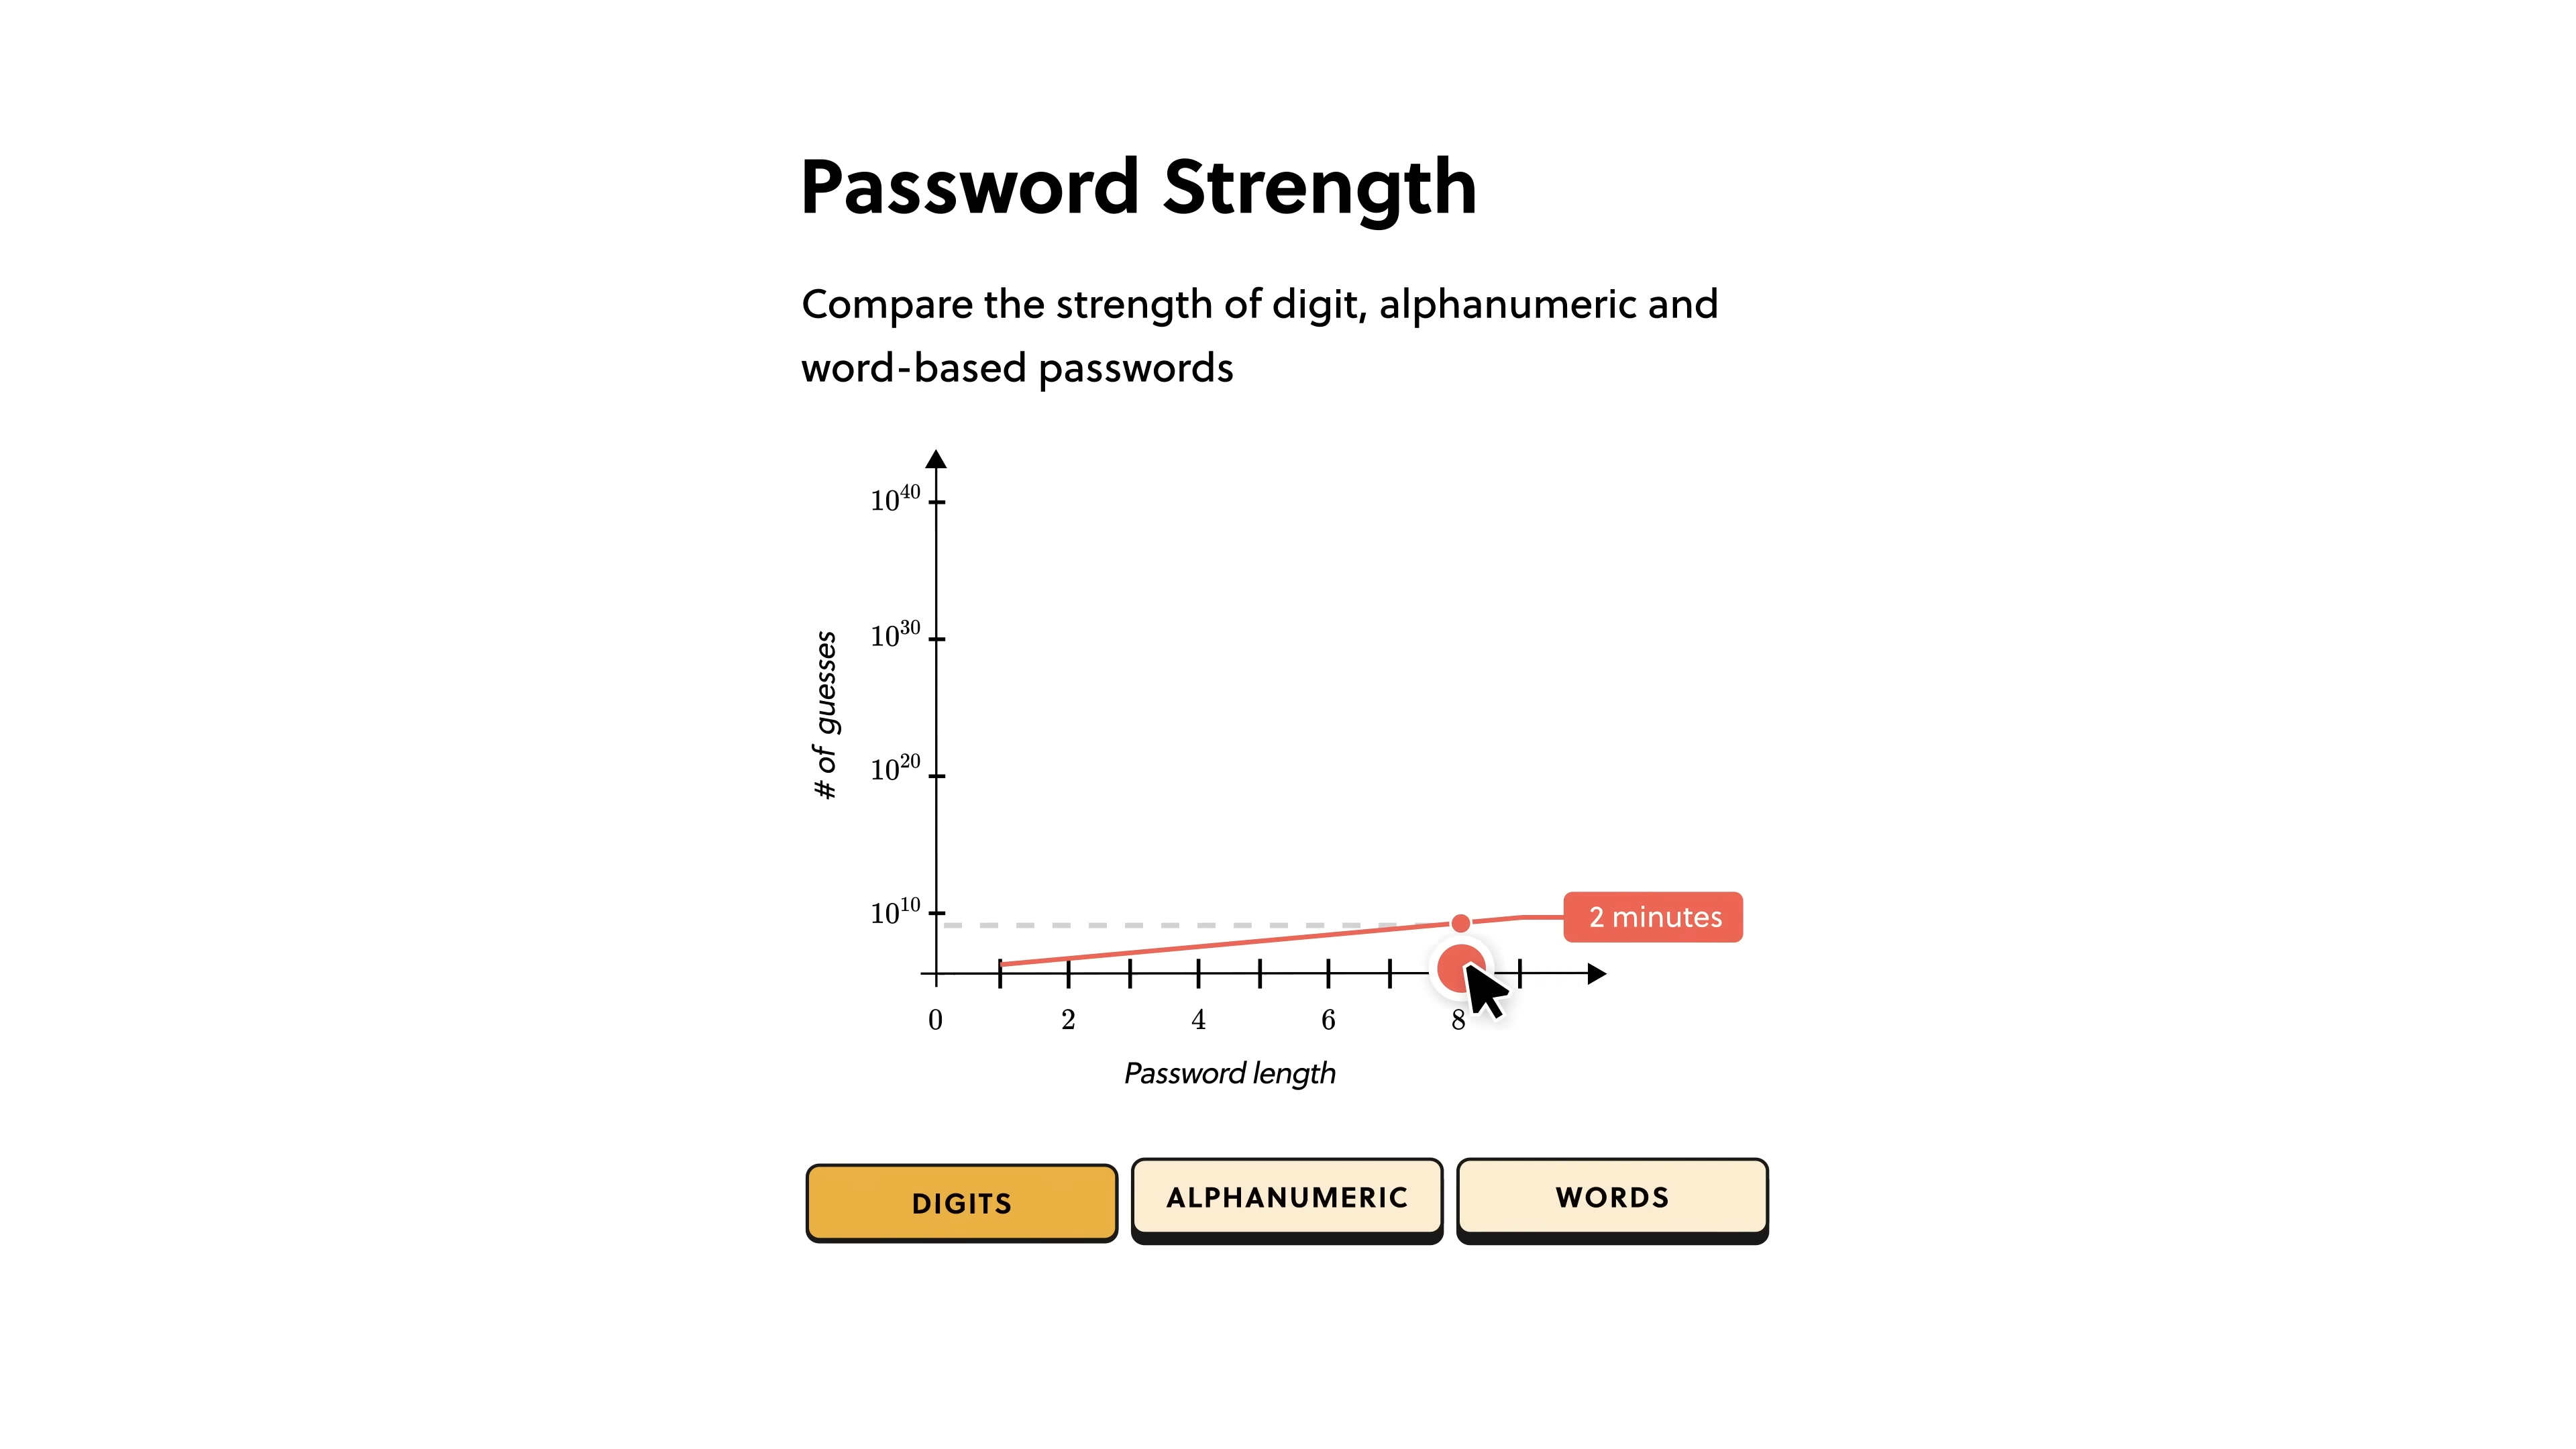 Password Strength
Compare the strength of digit, alphanumeric and
word-based passwords
10^40
10^30
10^20
10^10
# of guesses
2 minutes
0 2 4 6 8
Password length
DIGITS ALPHANUMERIC WORDS